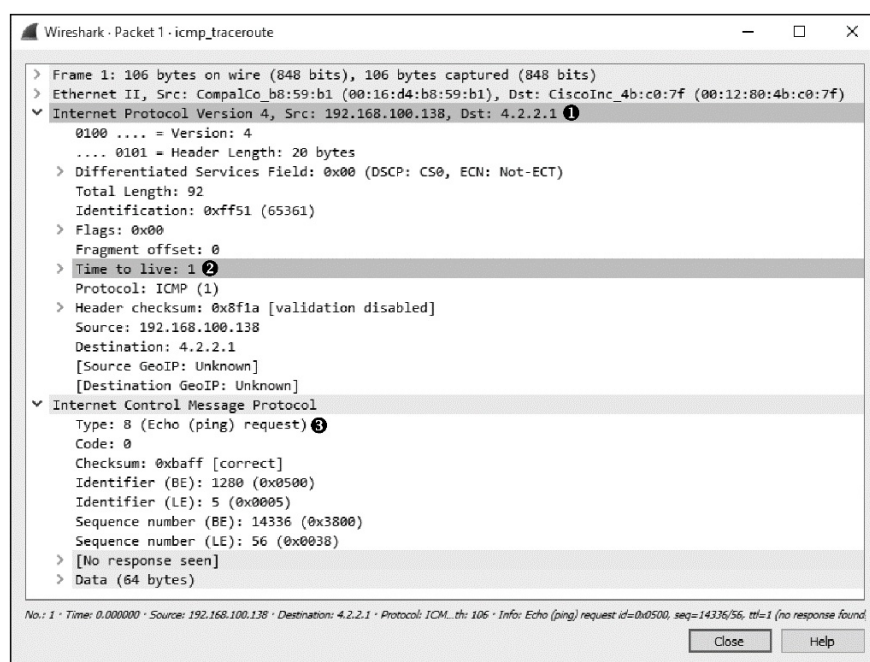 Wireshark · Packet 1 · icmp_traceroute
> Frame 1: 106 bytes on wire (848 bits), 106 bytes captured (848 bits)
> Ethernet II, Src: CompalCo_b8:59:b1 (00:16:d4:b8:59:b1), Dst: CiscoInc_4b:c0:7f (00:12:80:4b:c0:7f)
Internet Protocol Version 4, Src: 192.168.100.138, Dst: 4.2.2.1 ❶
0100 .... = Version: 4
.... 0101 = Header Length: 20 bytes
> Differentiated Services Field: 0x00 (DSCP: CS0, ECN: Not-ECT)
Total Length: 92
Identification: 0xff51 (65361)
> Flags: 0x00
Fragment offset: 0
> Time to live: 1 ❷
Protocol: ICMP (1)
> Header checksum: 0x8f1a [validation disabled]
Source: 192.168.100.138
Destination: 4.2.2.1
[Source GeoIP: Unknown]
[Destination GeoIP: Unknown]
Internet Control Message Protocol
Type: 8 (Echo (ping) request) ❸
Code: 0
Checksum: 0xbaff [correct]
Identifier (BE): 1280 (0x0500)
Identifier (LE): 5 (0x0005)
Sequence number (BE): 14336 (0x3800)
Sequence number (LE): 56 (0x0038)
> [No response seen]
> Data (64 bytes)
No.: 1 · Time: 0.000000 · Source: 192.168.100.138 · Destination: 4.2.2.1 · Protocol: ICM...th: 106 · Info: Echo (ping) request id=0x0500, seq=14336/56, ttl=1 (no response found
Close Help